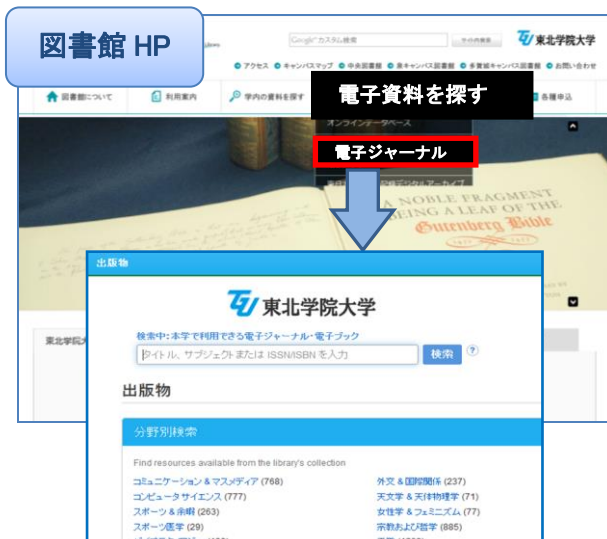 図書館 HP
Google™カスタム検索
東北学院大学
アクセス キャンパスマップ 中央図書館 泉キャンパス図書館 多賀城キャンパス図書館 お問い合わせ
図書館について 利用案内 学内の資料を探す 電子資料を探す 各種申込
オンラインデータベース
電子ジャーナル
A NOBLE FRAGMENT
BEING A LEAF OF THE
Gutenberg Bible
出版物
東北学院大学
東北学院大
検索中: 本学で利用できる電子ジャーナル・電子ブック
タイトル、サブジェクトまたは ISSN/ISBN を入力 検索 ?
出版物
分野別検索
Find resources available from the library's collection
コミュニケーション & マスメディア (768) 外交 & 国際関係 (237)
コンピュータサイエンス (777) 天文学 & 天体物理学 (71)
スポーツ & 余暇 (263) 女性学 & フェミニズム (77)
スポーツ医学 (29) 宗教および哲学 (885)